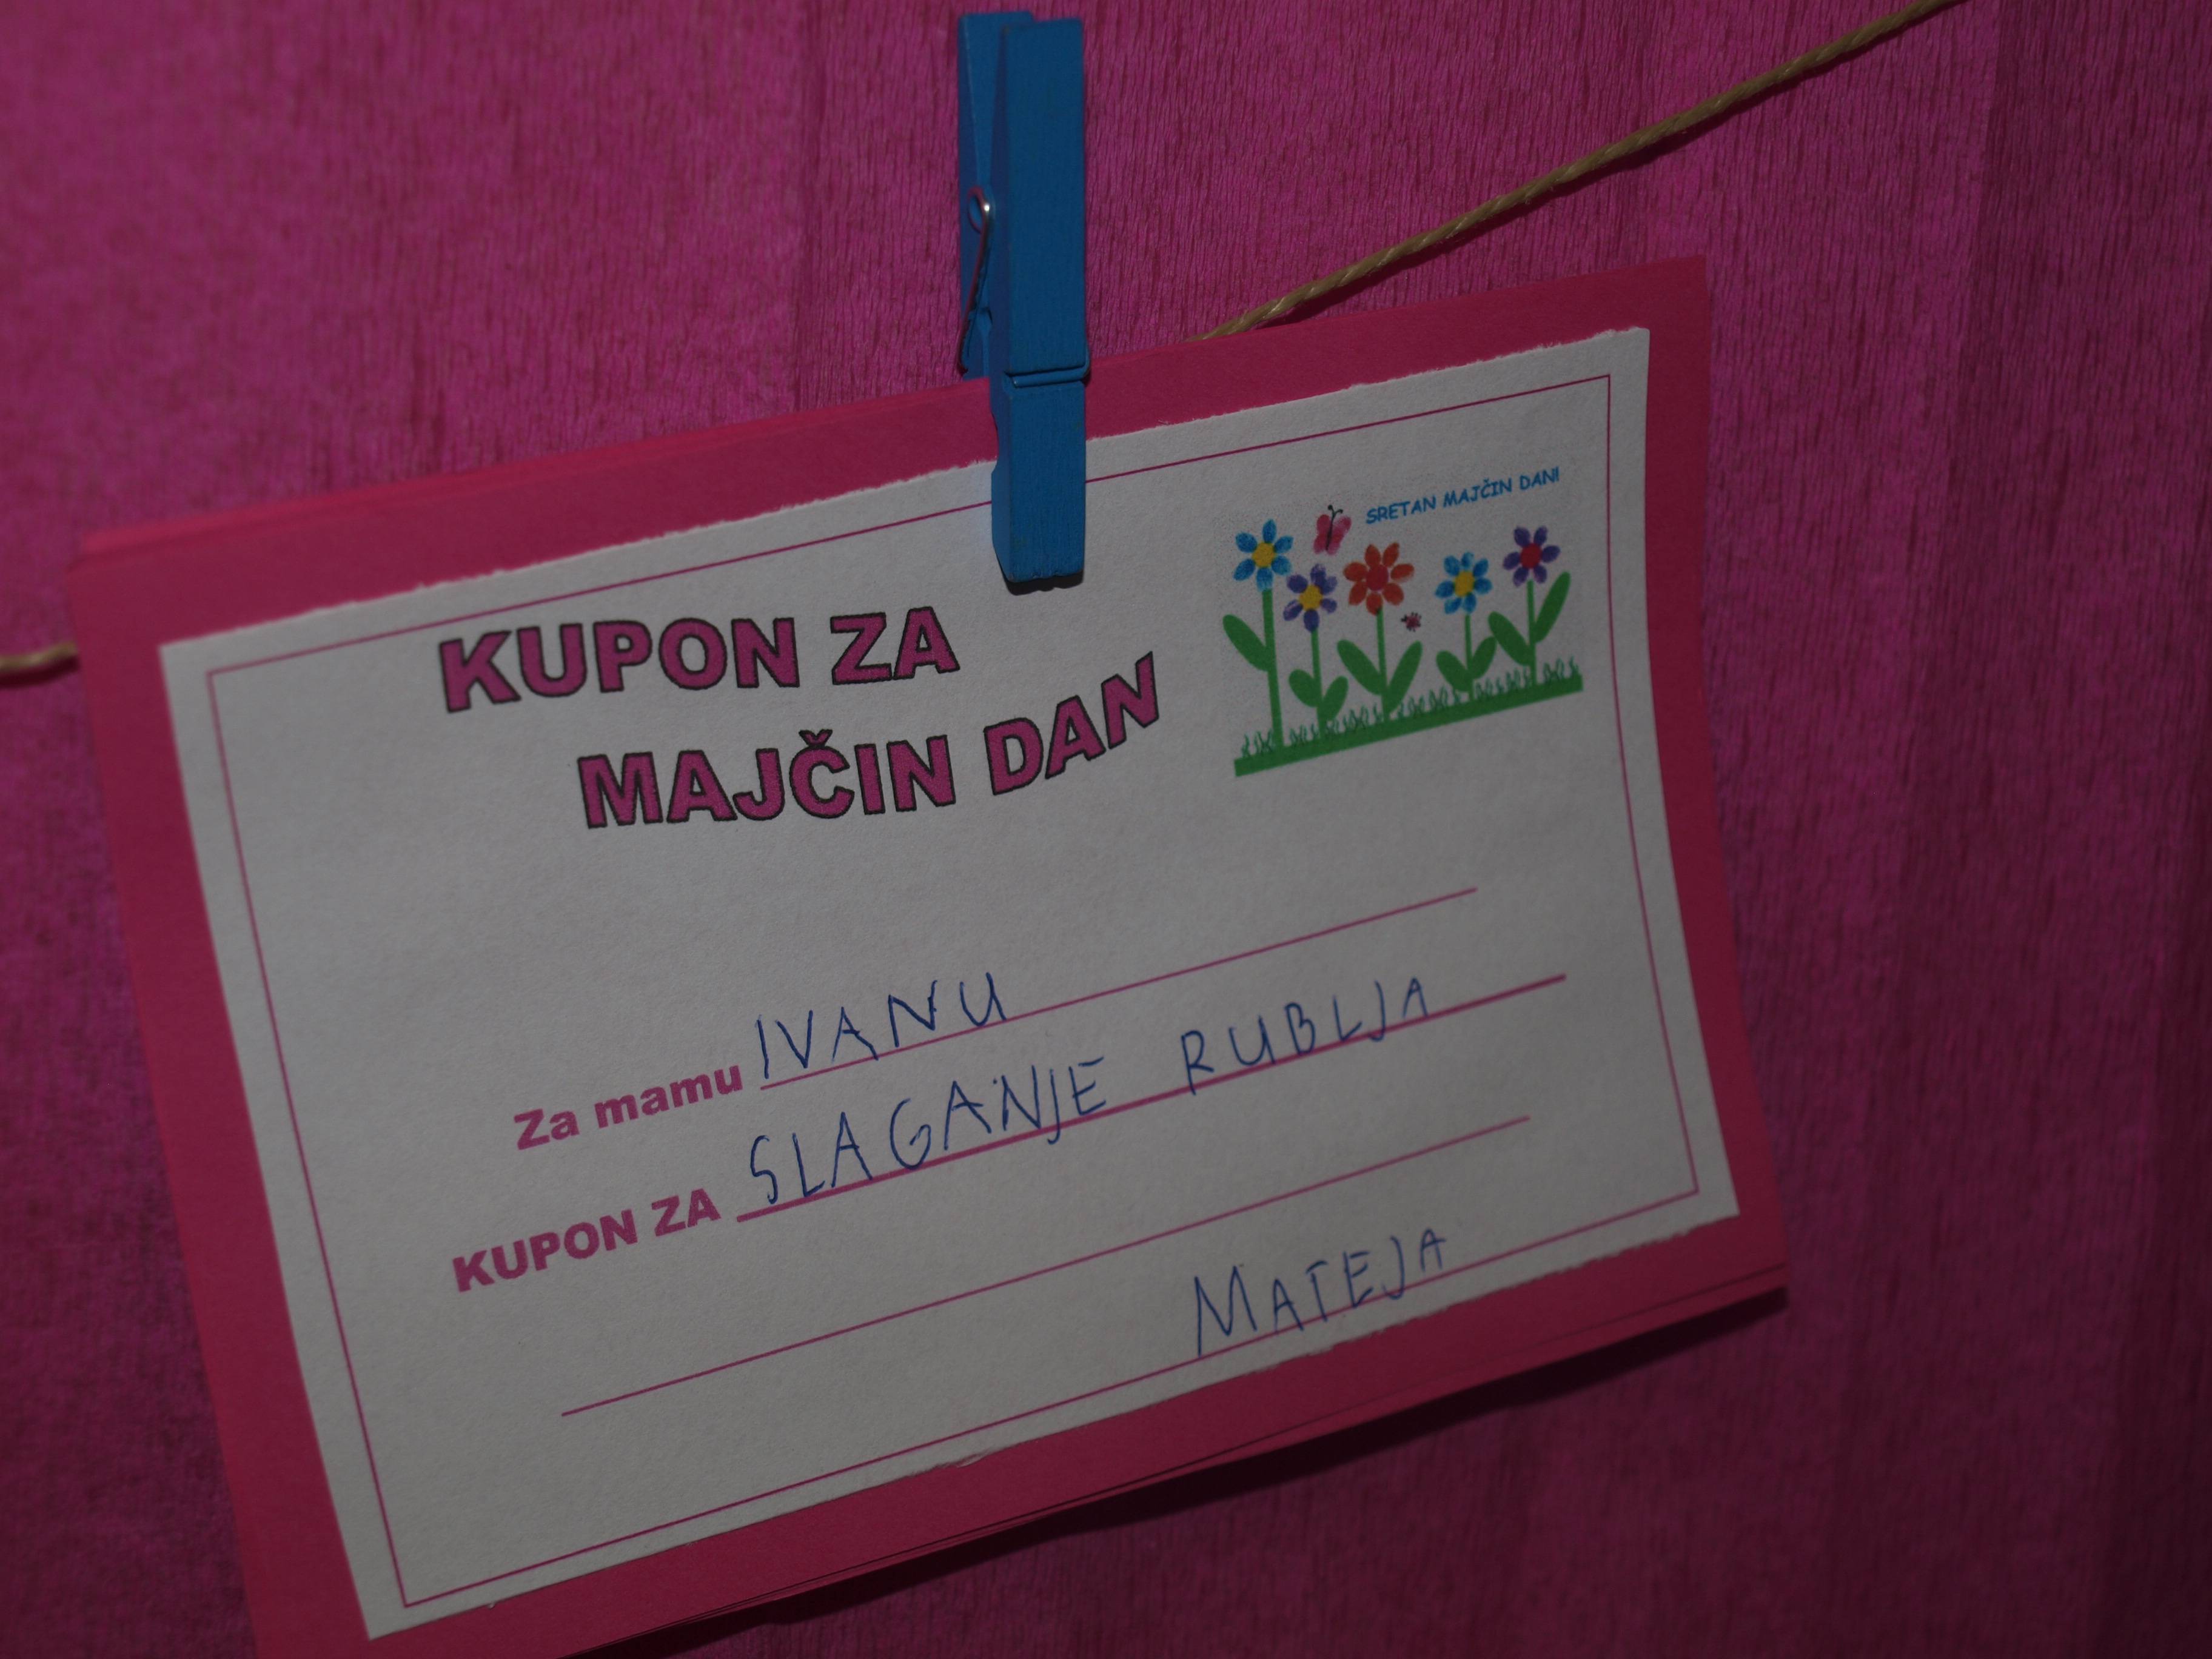 SRETAN MAJČIN DAN!
KUPON ZA
MAJČIN DAN
Za mamu IVANU
KUPON ZA SLAGANJE RUBLJA
MATEJA